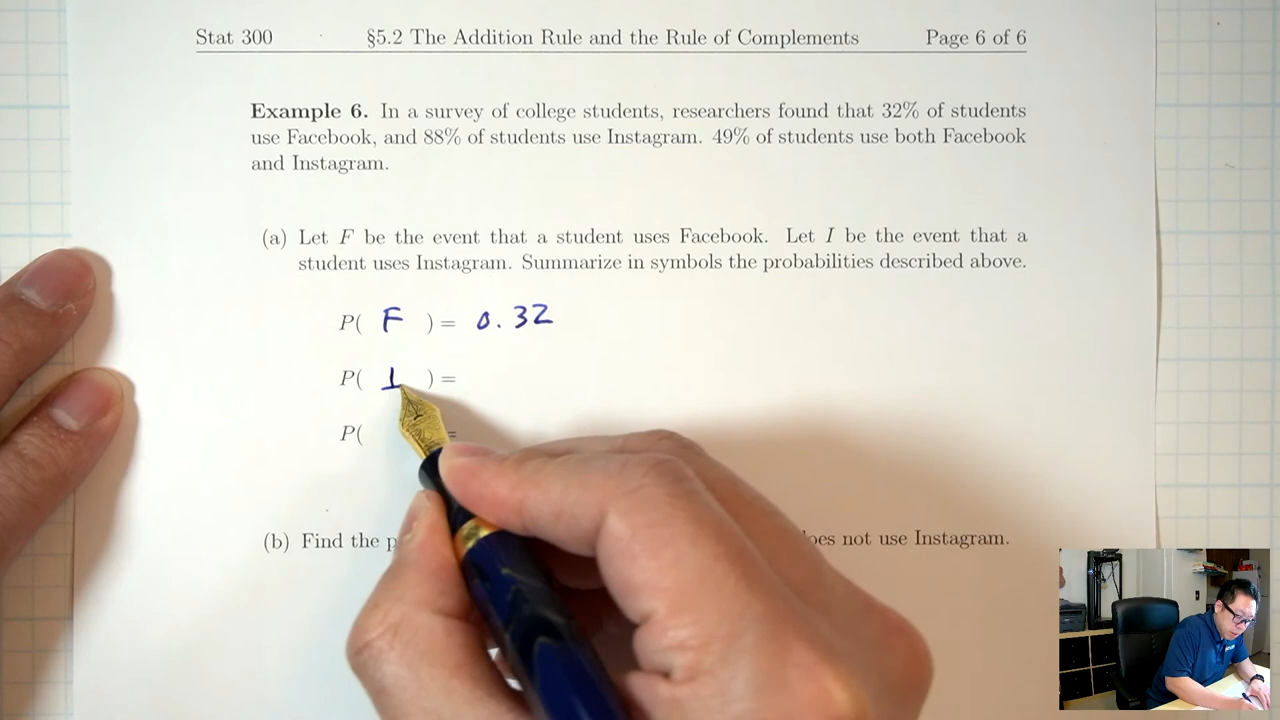 Stat 300 §5.2 The Addition Rule and the Rule of Complements Page 6 of 6
Example 6. In a survey of college students, researchers found that 32% of students
use Facebook, and 88% of students use Instagram. 49% of students use both Facebook
and Instagram.
(a) Let F be the event that a student uses Facebook. Let I be the event that a
student uses Instagram. Summarize in symbols the probabilities described above.
P( F ) = 0.32
P( I ) =
P( =
(b) Find the p oes not use Instagram.